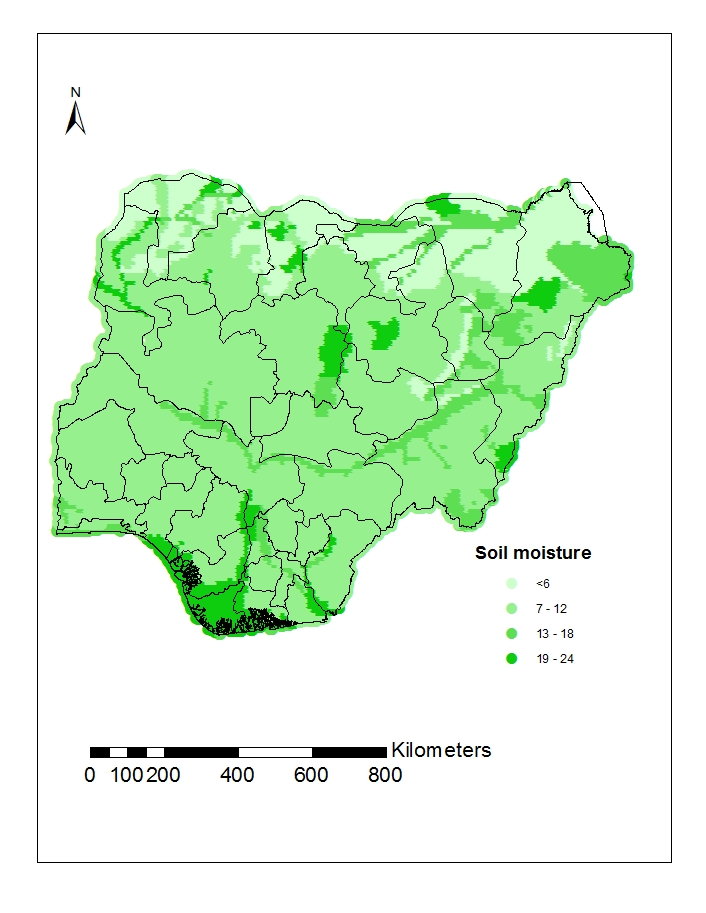 N
Soil moisture
<6
7 - 12
13 - 18
19 - 24
Kilometers
0 100 200 400 600 800